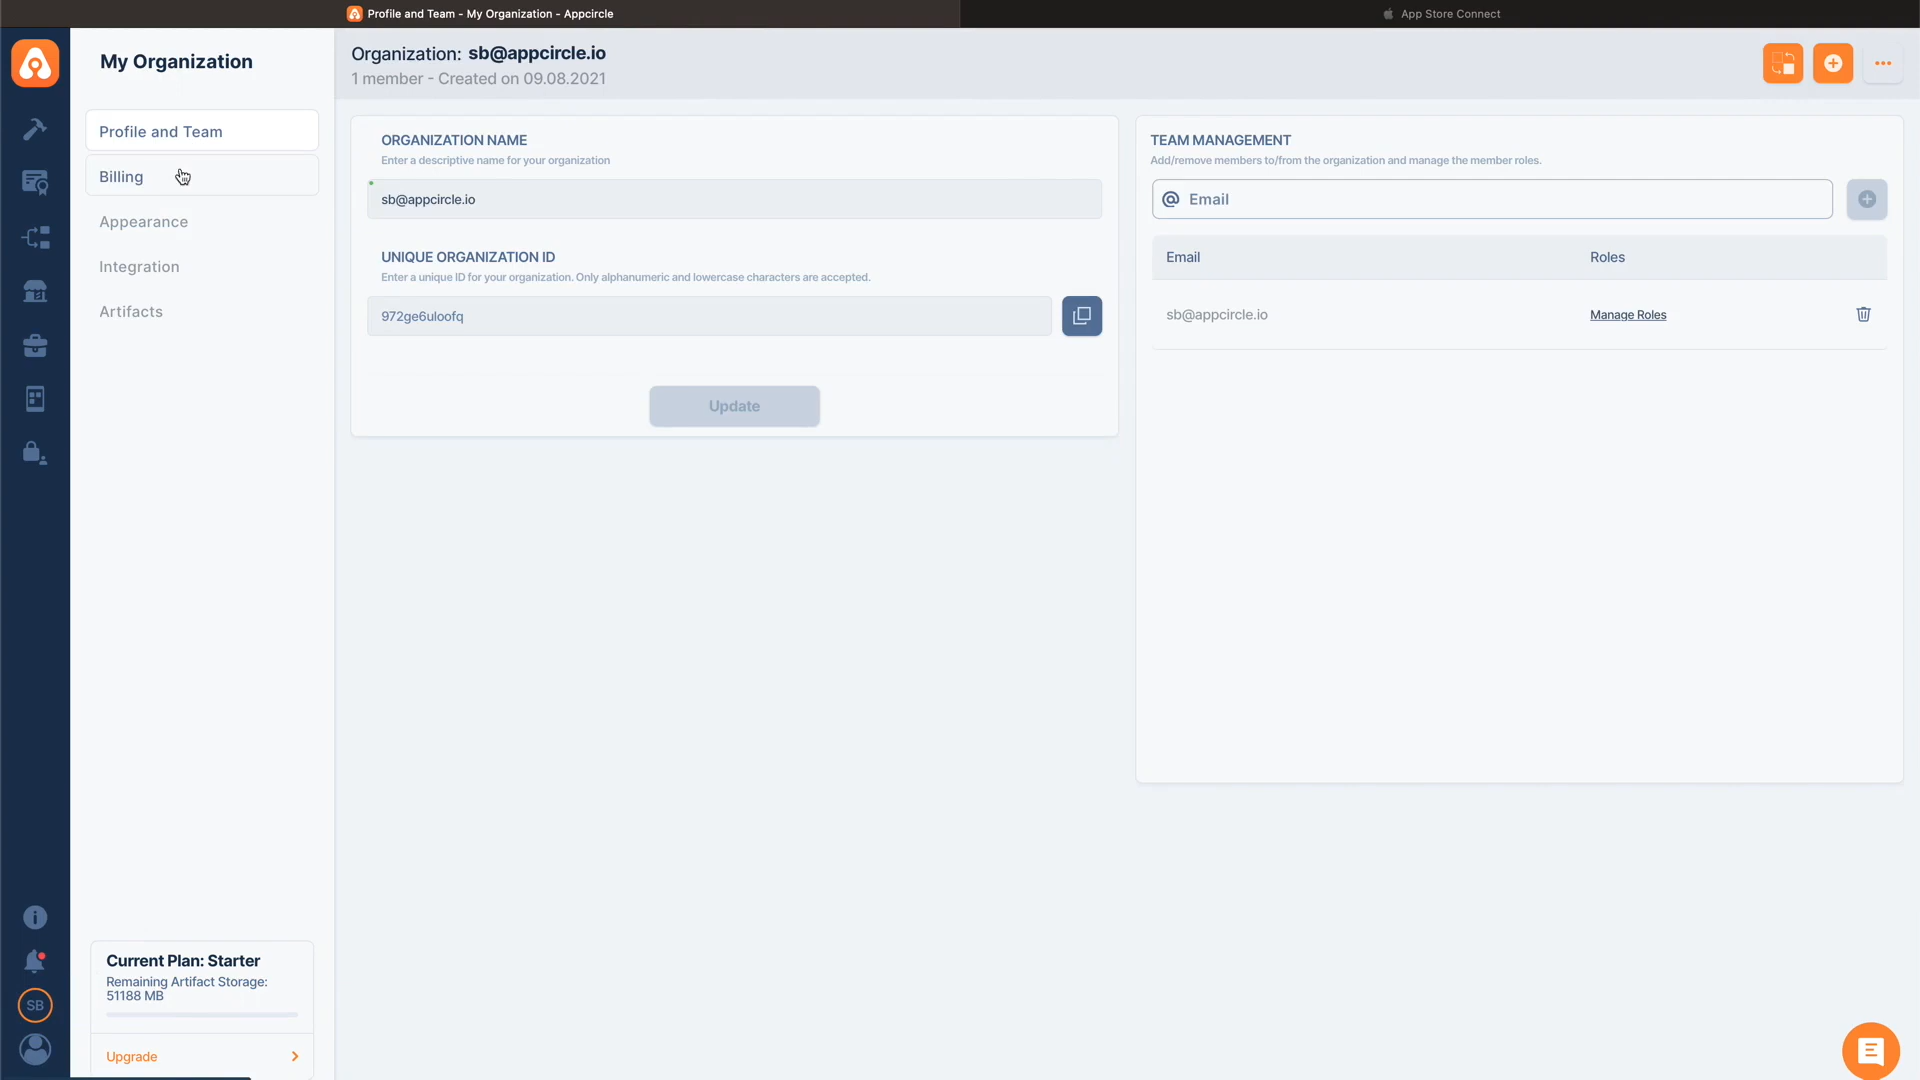 Profile and Team - My Organization - Appcircle
App Store Connect
My Organization
Profile and Team
Billing
Appearance
Integration
Artifacts
Current Plan: Starter
Remaining Artifact Storage:
51188 MB
Upgrade
SB
Organization: sb@appcircle.io
1 member - Created on 09.08.2021
ORGANIZATION NAME
Enter a descriptive name for your organization
sb@appcircle.io
UNIQUE ORGANIZATION ID
Enter a unique ID for your organization. Only alphanumeric and lowercase characters are accepted.
972ge6uloofq
Update
TEAM MANAGEMENT
Add/remove members to/from the organization and manage the member roles.
@ Email
Email Roles
sb@appcircle.io Manage Roles